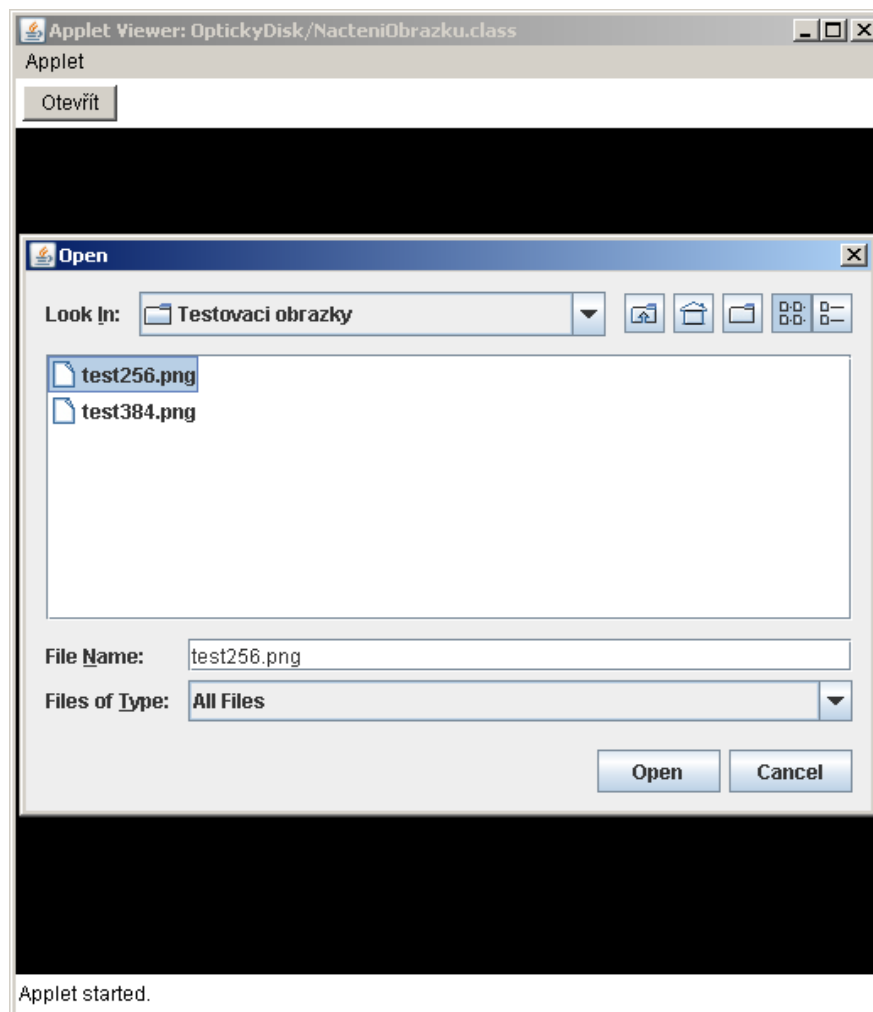 Applet Viewer: OptickyDisk/NacteniObrazku.class
Applet
Otevřít
Open
Look In: Testovaci obrazky
test256.png
test384.png
File Name: test256.png
Files of Type: All Files
Open Cancel
Applet started.